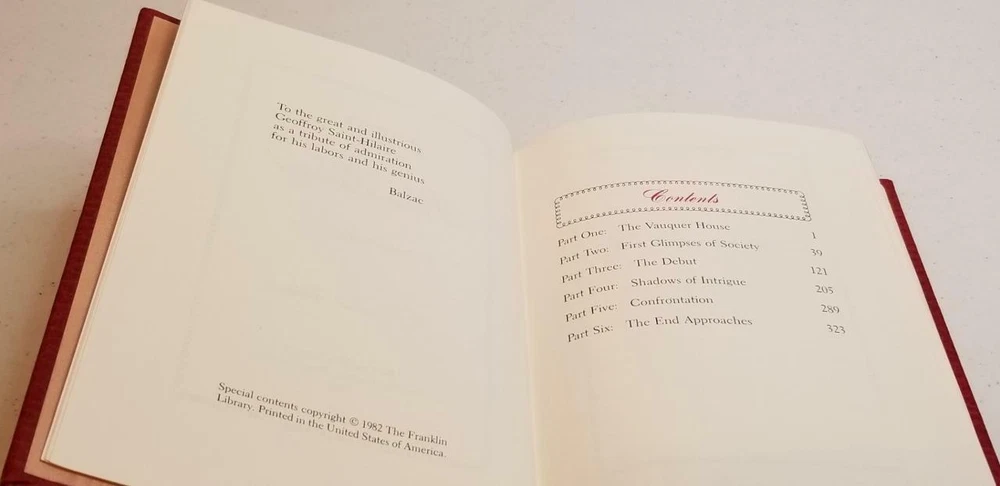 To the great and illustrious
Geoffroy Saint-Hilaire
as a tribute of admiration
for his labors and his genius
Balzac
Special contents copyright © 1982 The Franklin
Library. Printed in the United States of America.
Contents
Part One: The Vauquer House 1
Part Two: First Glimpses of Society 39
Part Three: The Debut 121
Part Four: Shadows of Intrigue 205
Part Five: Confrontation 289
Part Six: The End Approaches 323